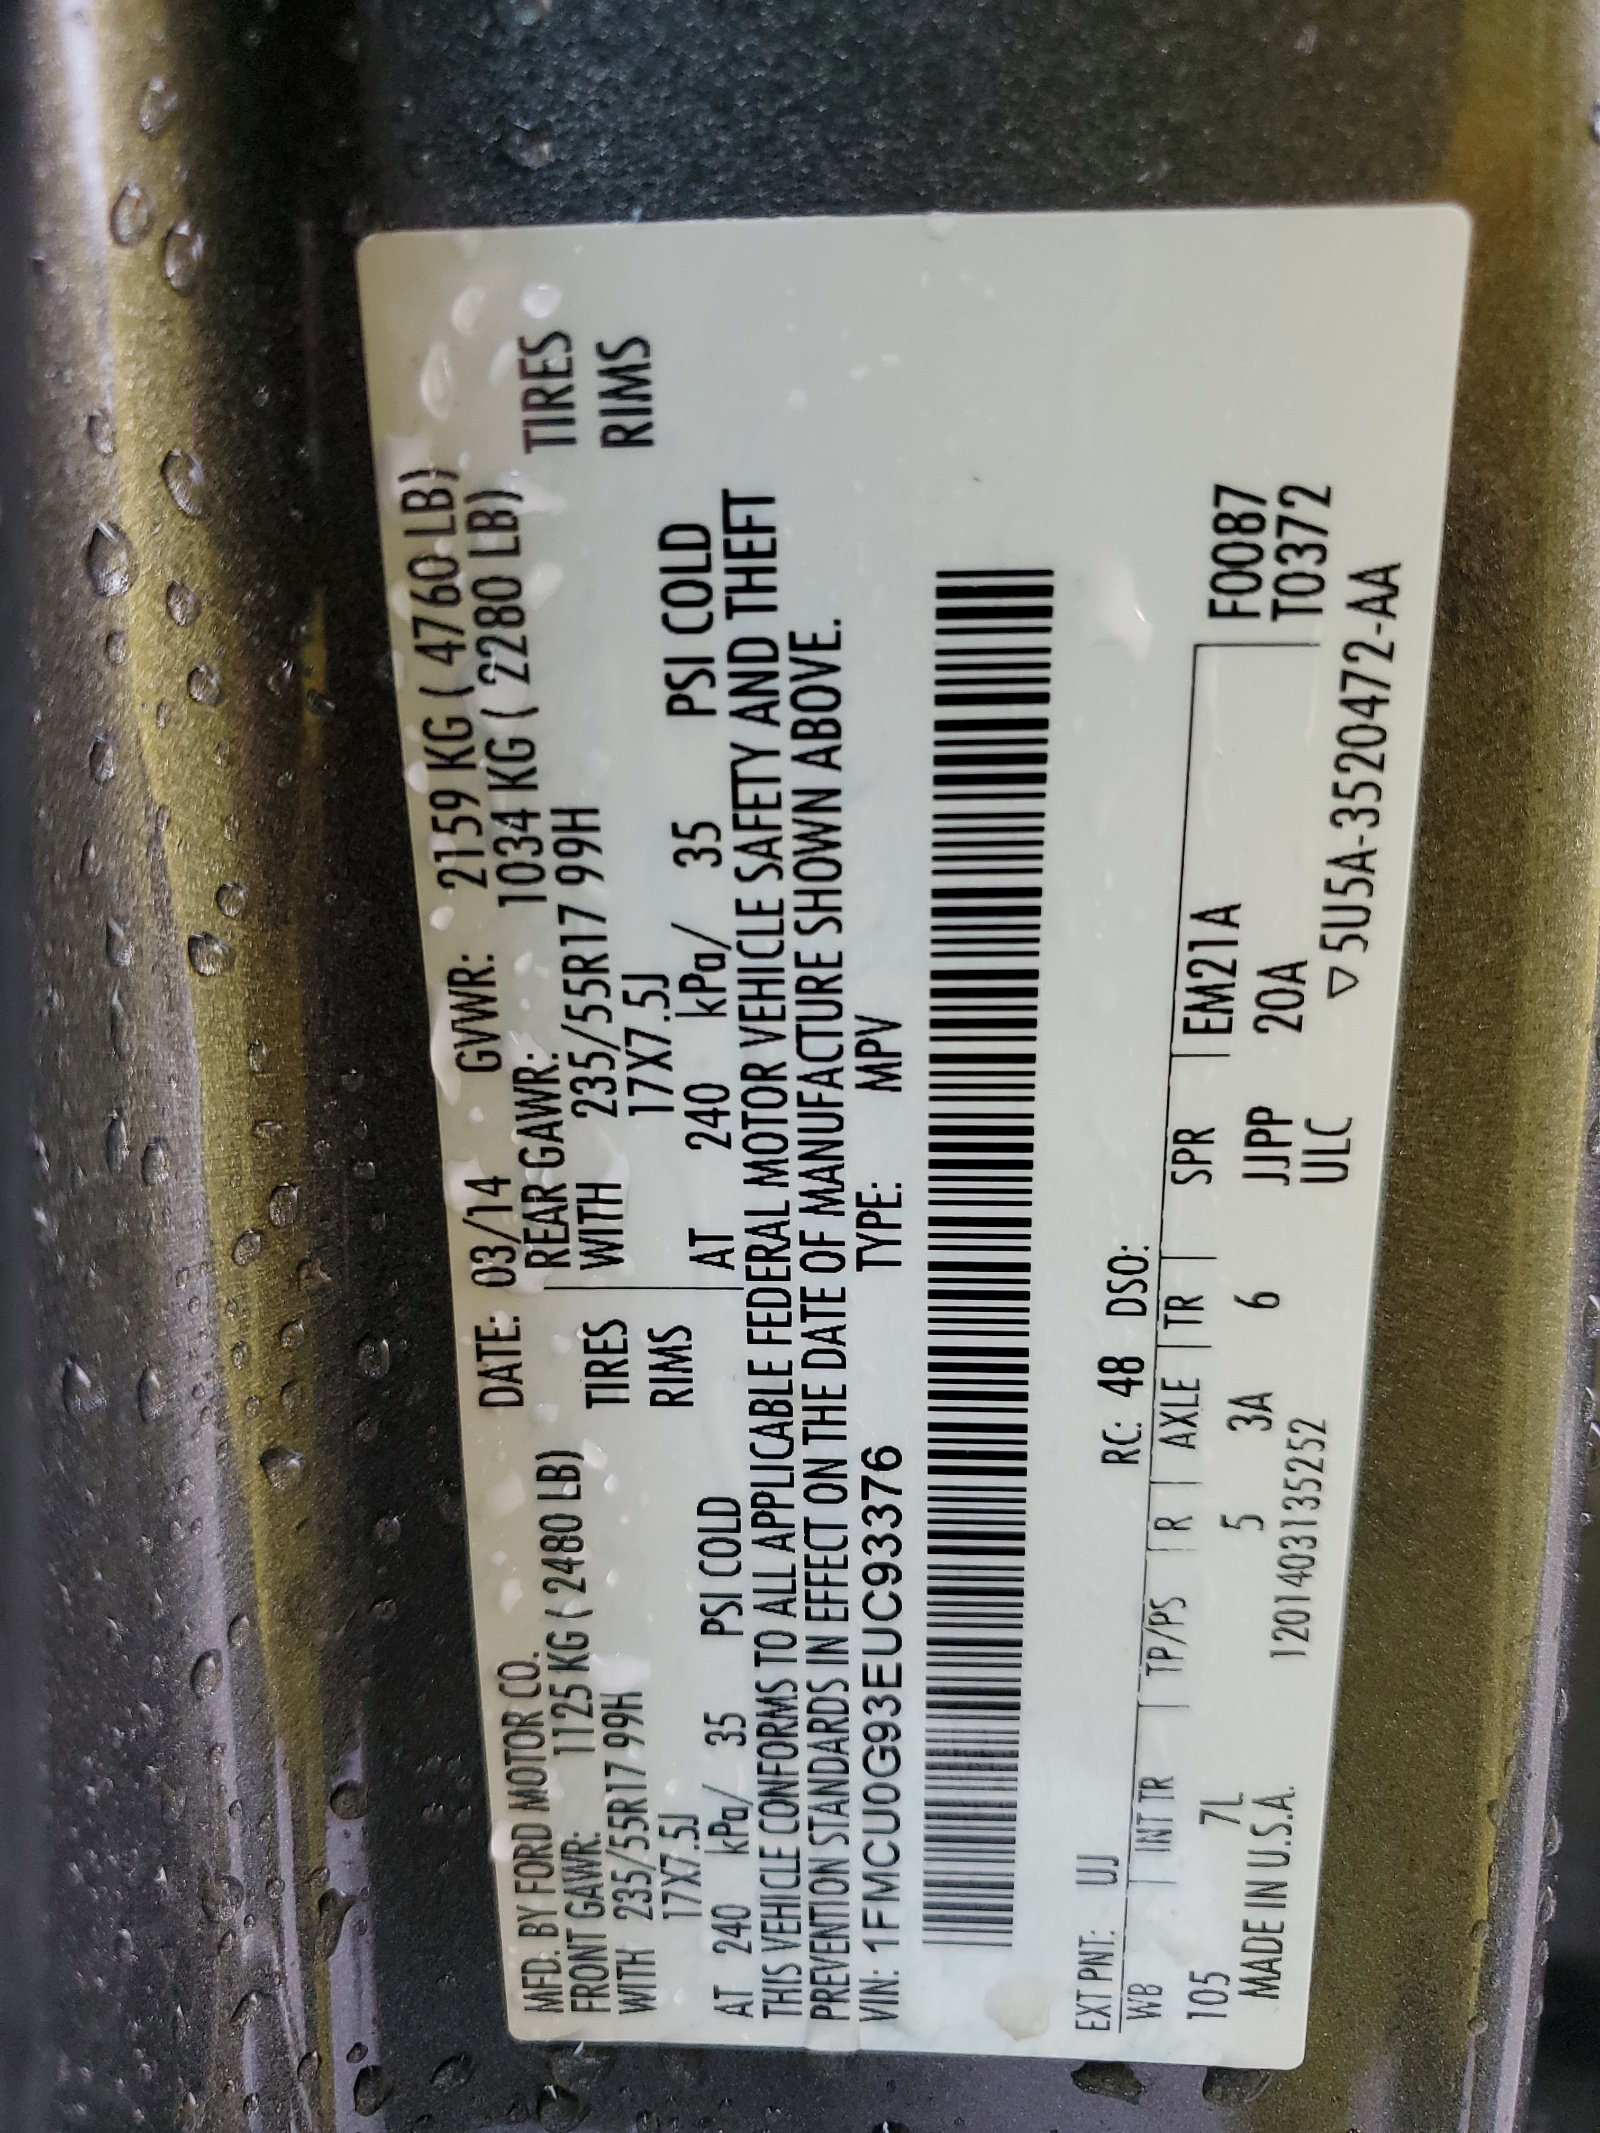 MFD. BY FORD MOTOR CO. DATE: 03/14 GVWR: 2159 KG ( 4760 LB)
FRONT GAWR: 1125 KG ( 2480 LB) REAR GAWR: 1034 KG ( 2280 LB)
WITH 235/55R17 99H TIRES WITH 235/55R17 99H TIRES
17X7.5J RIMS 17X7.5J RIMS
AT 240 kPa/ 35 PSI COLD AT 240 kPa/ 35 PSI COLD
THIS VEHICLE CONFORMS TO ALL APPLICABLE FEDERAL MOTOR VEHICLE SAFETY AND THEFT
PREVENTION STANDARDS IN EFFECT ON THE DATE OF MANUFACTURE SHOWN ABOVE.
VIN: 1FMCU0G93EUC93376 TYPE: MPV
EXT PNT: UJ RC: 48 DSO:
WB | INT TR | TP/PS | R | AXLE | TR | SPR | EM21A F0087
105 7L 5 3A 6 JJPP 20A T0372
MADE IN U.S.A. 120140313525​2 ULC ▽ 5U5A-3520472-AA